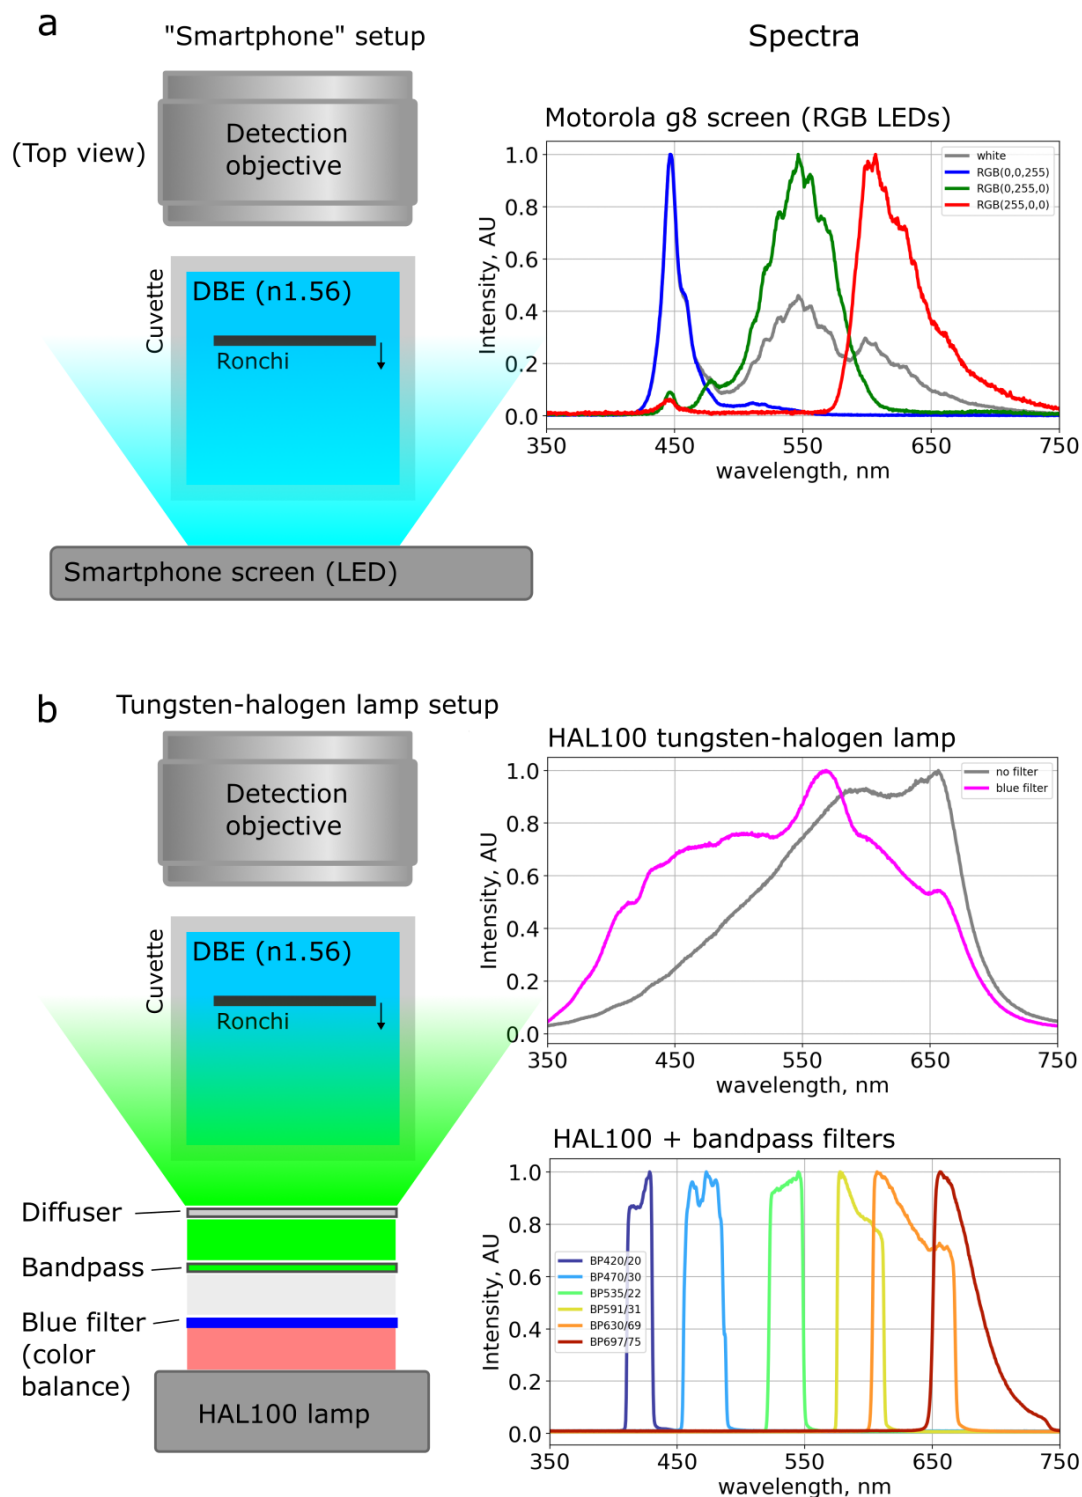 a
"Smartphone" setup
Spectra
(Top view)
Detection
objective
Cuvette
DBE (n1.56)
Ronchi
Smartphone screen (LED)
Motorola g8 screen (RGB LEDs)
white
RGB(0,0,255)
RGB(0,255,0)
RGB(255,0,0)
Intensity, AU
1.0
0.8
0.6
0.4
0.2
0.0
350 450 550 650 750
wavelength, nm
b
Tungsten-halogen lamp setup
Detection
objective
Cuvette
DBE (n1.56)
Ronchi
Diffuser
Bandpass
Blue filter
(color
balance)
HAL100 lamp
HAL100 tungsten-halogen lamp
no filter
blue filter
Intensity, AU
1.0
0.8
0.6
0.4
0.2
0.0
350 450 550 650 750
wavelength, nm
HAL100 + bandpass filters
BP420/20
BP470/30
BP535/22
BP591/31
BP630/69
BP697/75
Intensity, AU
1.0
0.8
0.6
0.4
0.2
0.0
350 450 550 650 750
wavelength, nm